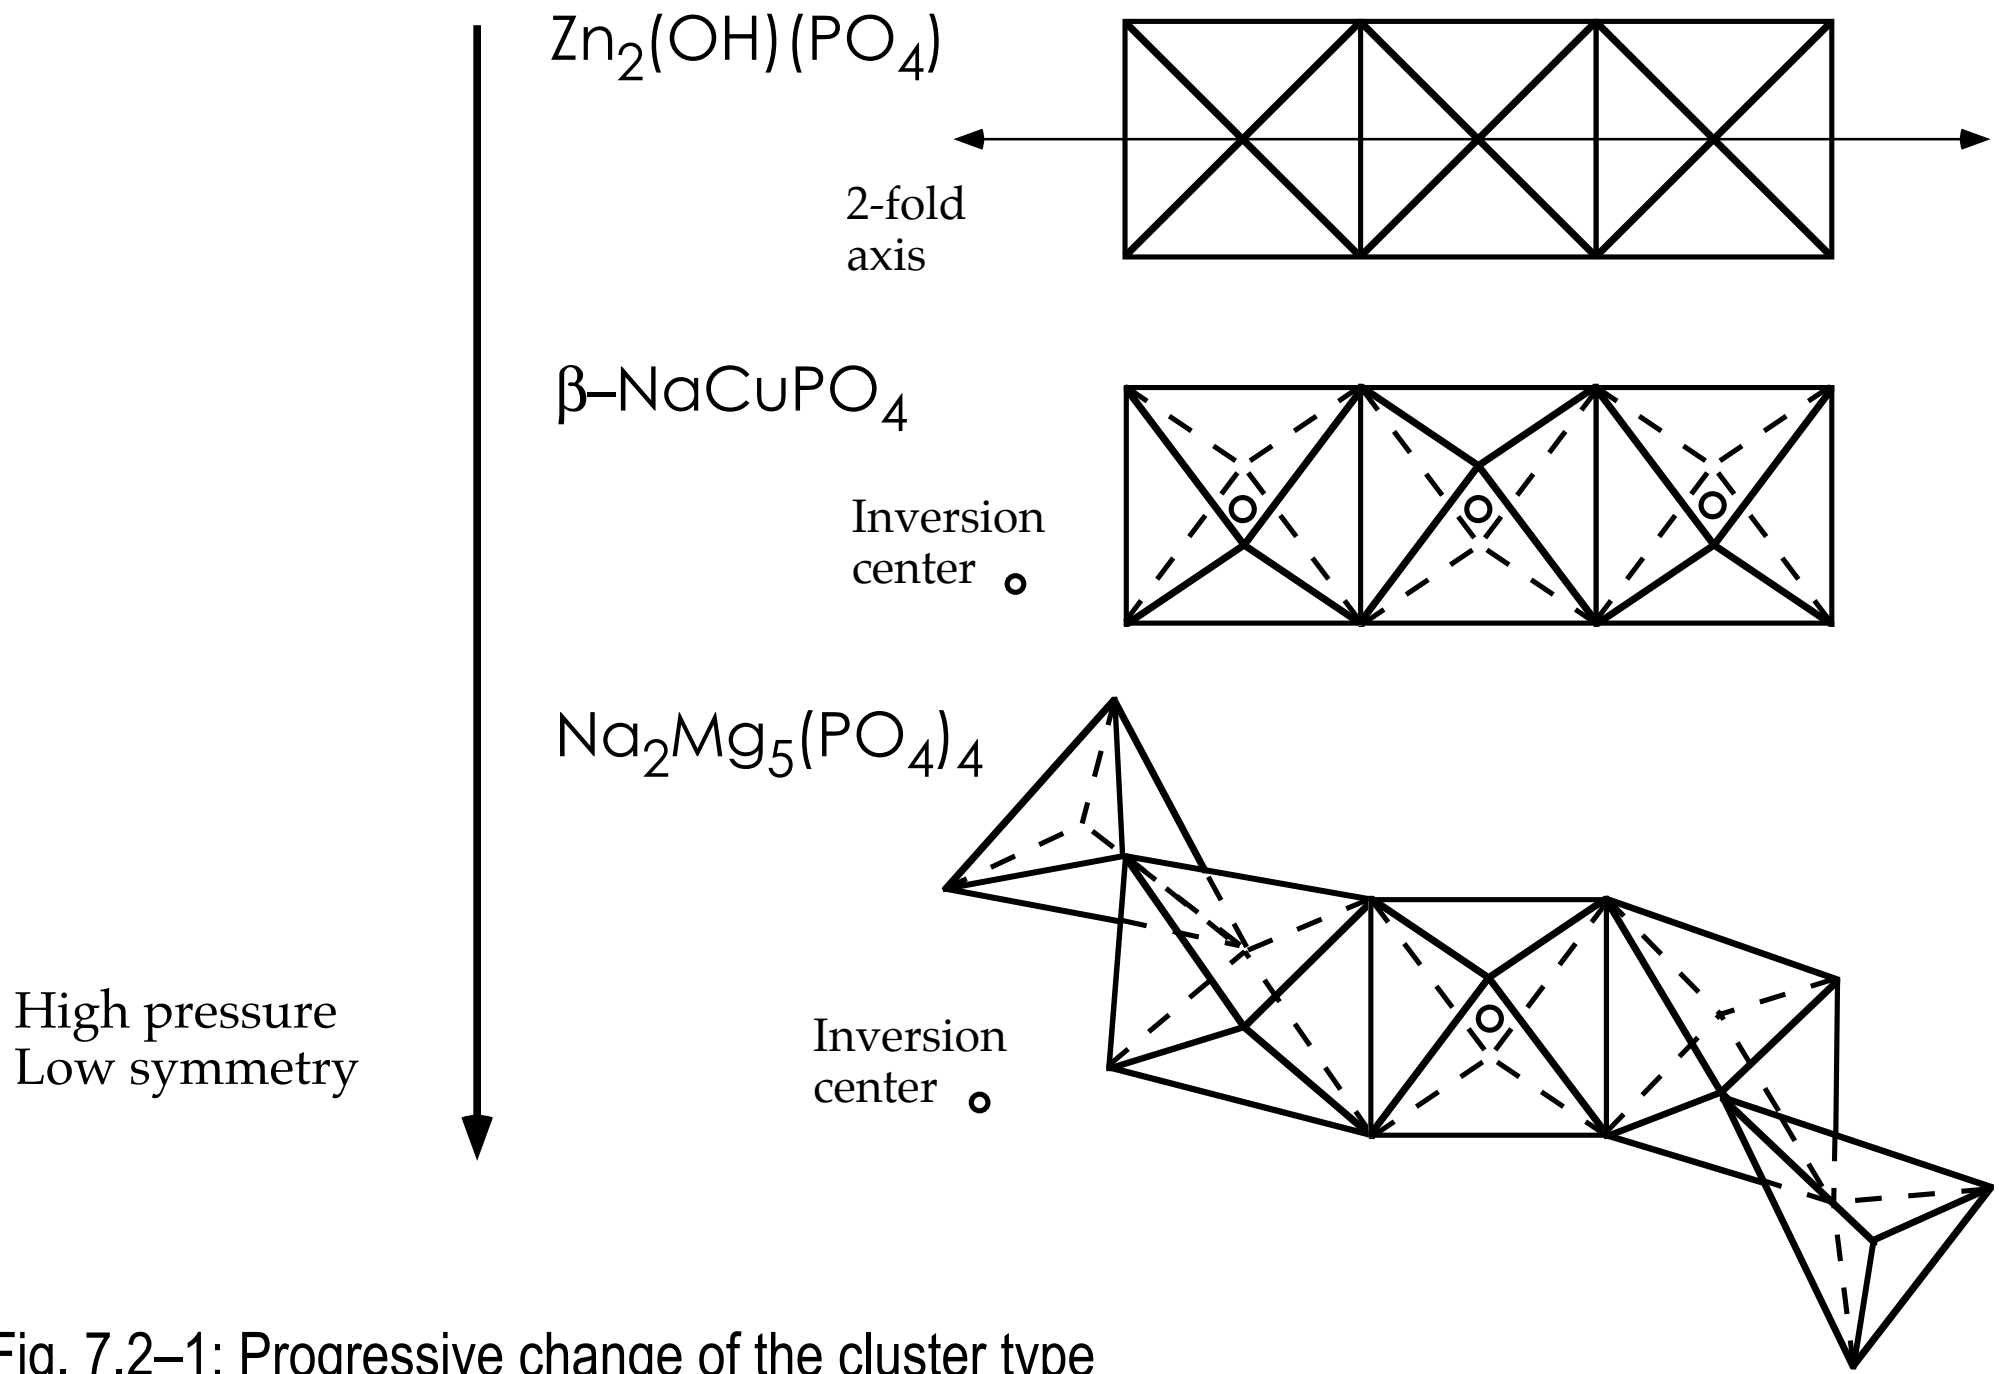 Zn₂(OH)(PO₄)
2-fold
axis
β–NaCuPO₄
Inversion
center
Na₂Mg₅(PO₄)₄
High pressure
Low symmetry
Inversion
center
Fig. 7.2–1: Progressive change of the cluster type